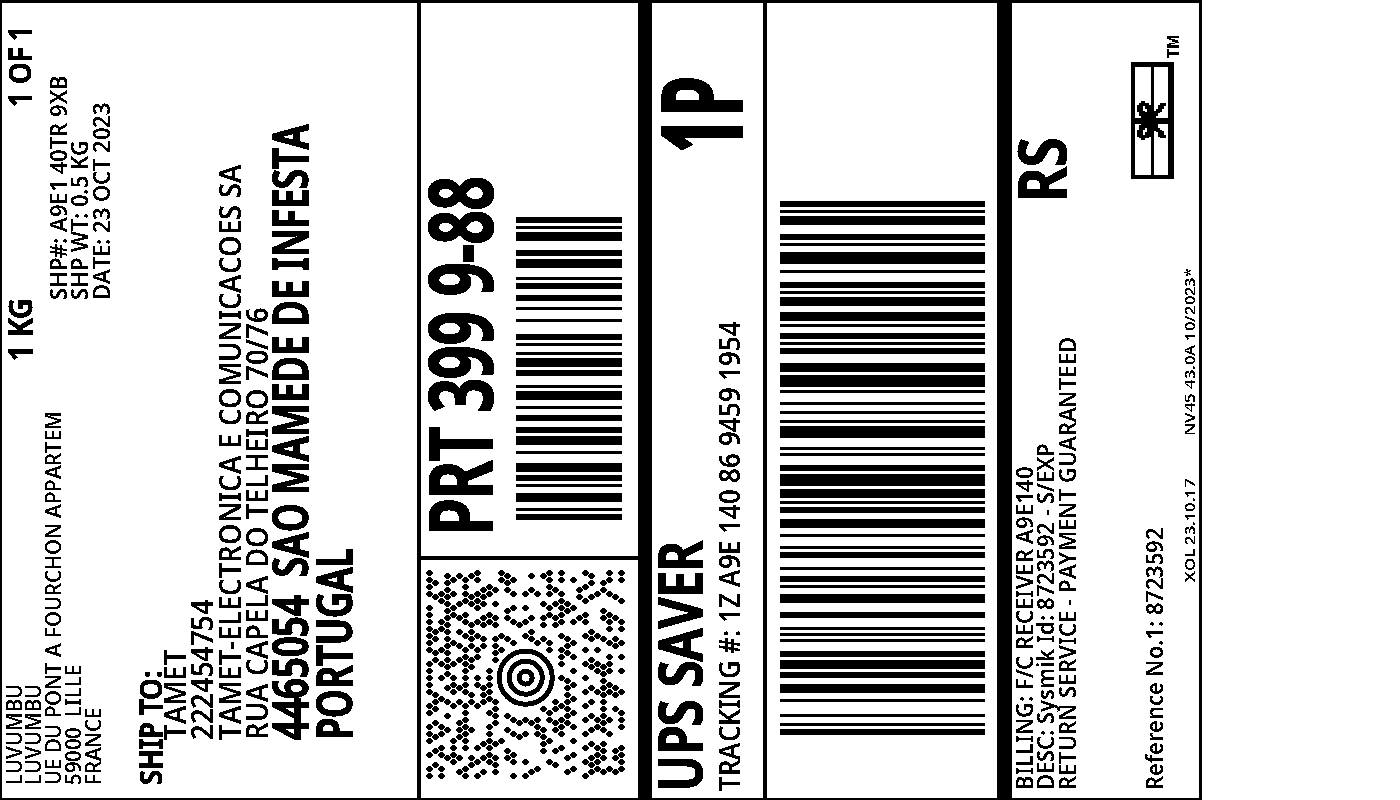 LUVUMBU
LUVUMBU
UE DU PONT A FOURCHON APPARTEM
59000 LILLE
FRANCE
1 KG
1 OF 1
SHP#: A9E1 40TR 9XB
SHP WT: 0.5 KG
DATE: 23 OCT 2023
SHIP TO:
TAMET
222454754
TAMET-ELECTRONICA E COMUNICACOES SA
RUA CAPELA DO TELHEIRO 70/76
4465054 SAO MAMEDE DE INFESTA
PORTUGAL
PRT 399 9-88
UPS SAVER
1P
TRACKING #: 1Z A9E 140 86 9459 1954
BILLING: F/C RECEIVER A9E140
DESC: Sysmik Id: 8723592 - S/EXP
RETURN SERVICE - PAYMENT GUARANTEED
RS
Reference No.1: 8723592
TM
XOL 23.10.17 NV45 43.0A 10/2023*